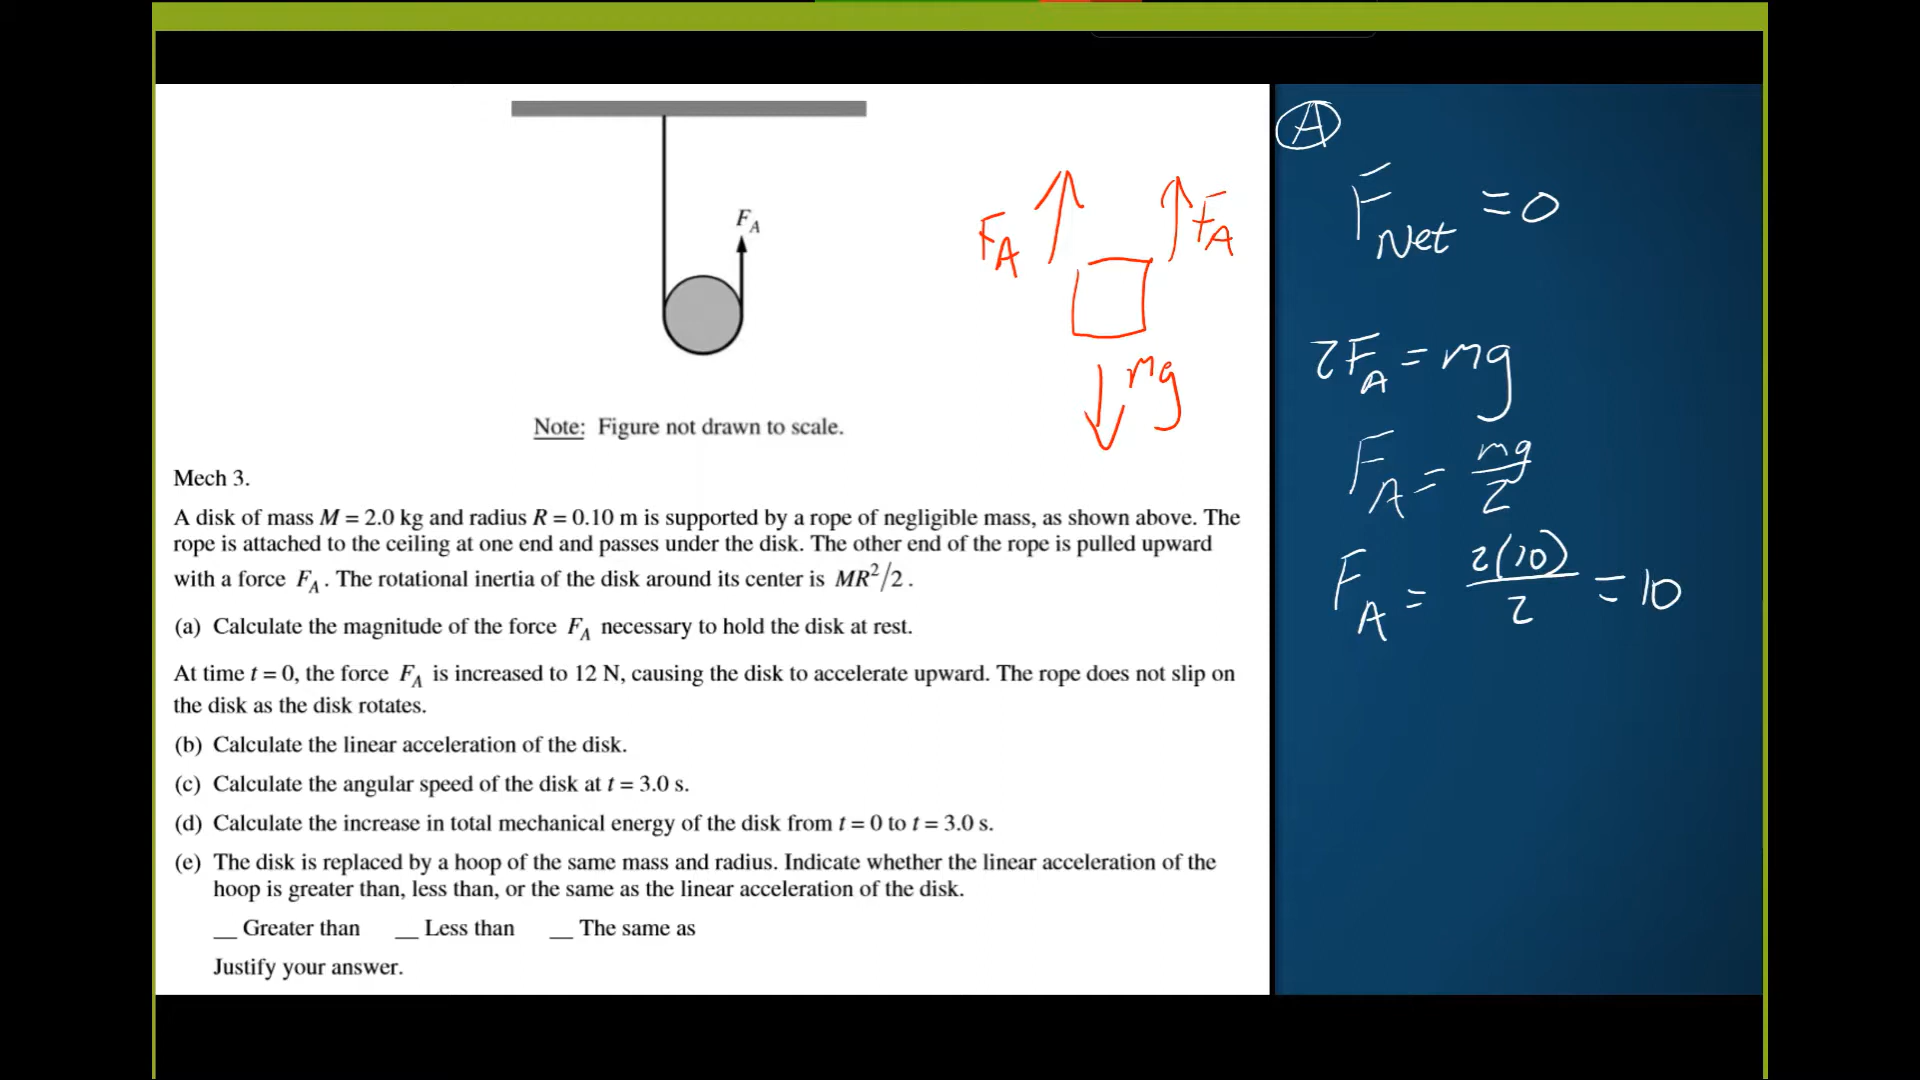 F_A
Note: Figure not drawn to scale.
Mech 3.
A disk of mass M = 2.0 kg and radius R = 0.10 m is supported by a rope of negligible mass, as shown above. The
rope is attached to the ceiling at one end and passes under the disk. The other end of the rope is pulled upward
with a force F_A. The rotational inertia of the disk around its center is MR²/2.
(a) Calculate the magnitude of the force F_A necessary to hold the disk at rest.
At time t = 0, the force F_A is increased to 12 N, causing the disk to accelerate upward. The rope does not slip on
the disk as the disk rotates.
(b) Calculate the linear acceleration of the disk.
(c) Calculate the angular speed of the disk at t = 3.0 s.
(d) Calculate the increase in total mechanical energy of the disk from t = 0 to t = 3.0 s.
(e) The disk is replaced by a hoop of the same mass and radius. Indicate whether the linear acceleration of the
hoop is greater than, less than, or the same as the linear acceleration of the disk.
__ Greater than __ Less than __ The same as
Justify your answer.
F_A F_A
mg
A
F_Net = 0
2F_A = mg
F_A = mg/2
F_A = 2(10)/2 = 10